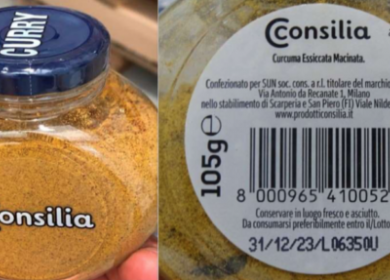 CURRY
Consilia
Consilia
Curcuma Essiccata Macinata.
Confezionato per SUN soc. cons. a r.l. titolare del marchio
Via Antonio da Recanate 1, Milano
nello stabilimento di Scarperia e San Piero (FI) Viale
www.prodotticonsilia.it
105g e
8 000965 410052
Conservare in luogo fresco e asciutto.
Da consumarsi preferibilmente entro il/Lotto
31/12/23/L06350U